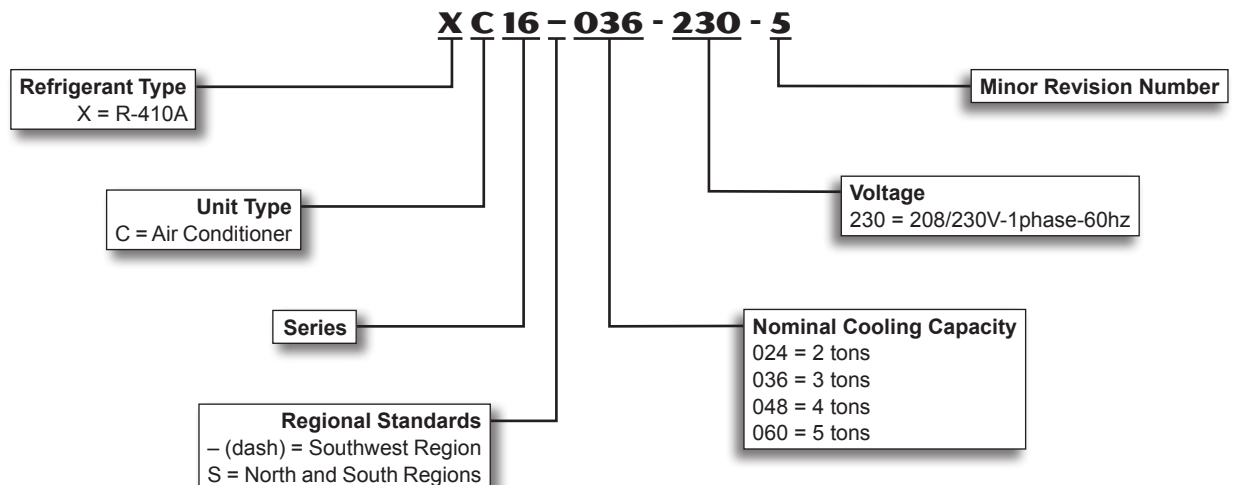 X C 16 – 036 - 230 - 5
Refrigerant Type
X = R-410A
Minor Revision Number
Unit Type
C = Air Conditioner
Voltage
230 = 208/230V-1phase-60hz
Series
Nominal Cooling Capacity
024 = 2 tons
036 = 3 tons
048 = 4 tons
060 = 5 tons
Regional Standards
– (dash) = Southwest Region
S = North and South Regions